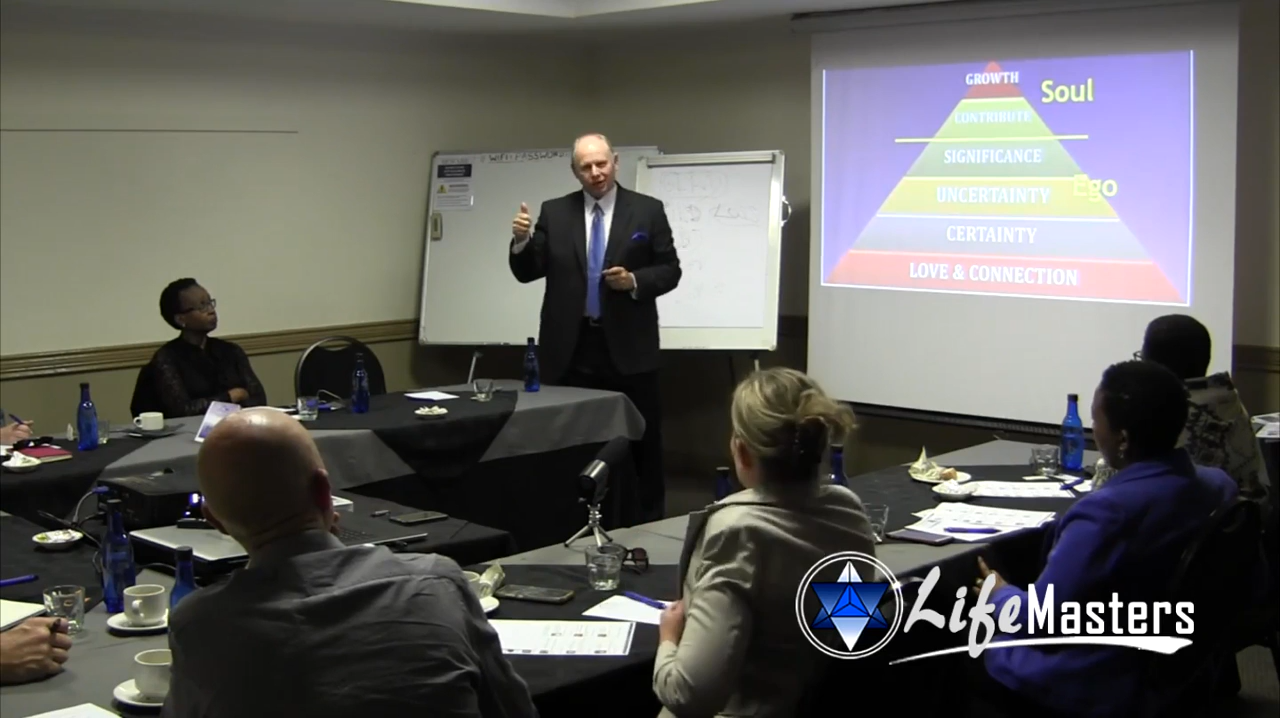 WIFI PASSWORD
GROWTH
Soul
CONTRIBUTE
SIGNIFICANCE
Ego
UNCERTAINTY
CERTAINTY
LOVE & CONNECTION
LifeMasters